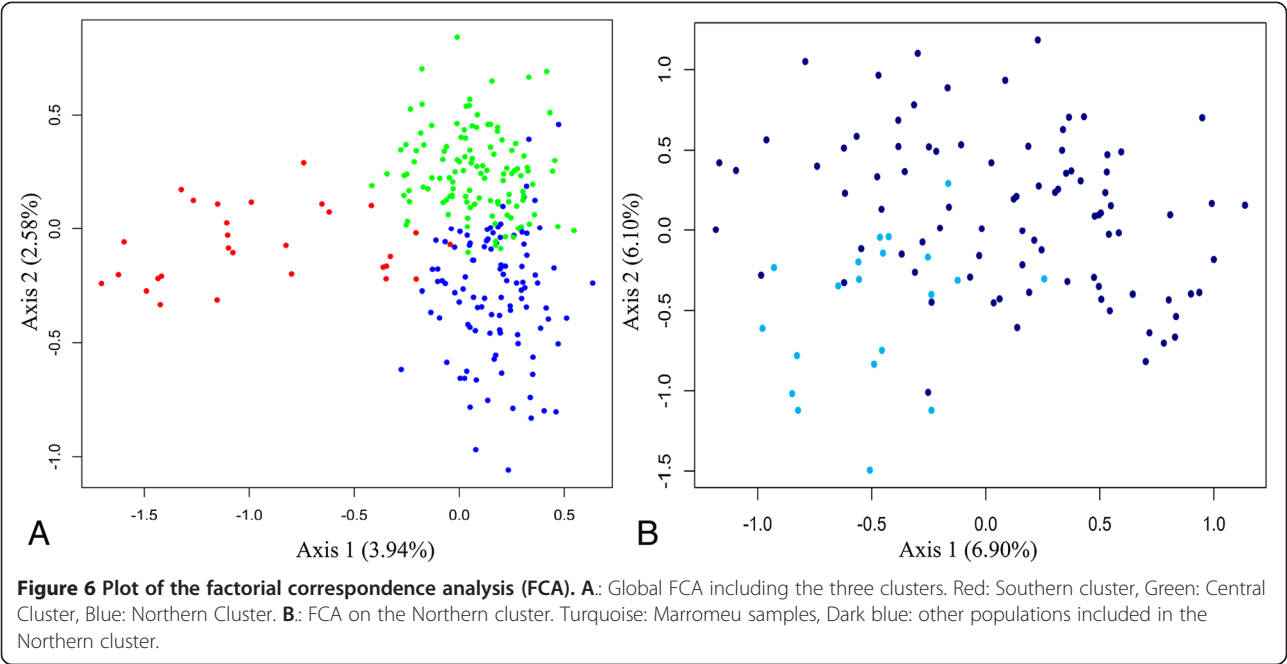 0.5
0.0
-0.5
-1.0
Axis 2 (2.58%)
-1.5
-1.0
-0.5
0.0
0.5
A
Axis 1 (3.94%)
1.0
0.5
0.0
-0.5
-1.0
-1.5
Axis 2 (6.10%)
-1.0
-0.5
0.0
0.5
1.0
B
Axis 1 (6.90%)
Figure 6 Plot of the factorial correspondence analysis (FCA). A.: Global FCA including the three clusters. Red: Southern cluster, Green: Central
Cluster, Blue: Northern Cluster. B.: FCA on the Northern cluster. Turquoise: Marromeu samples, Dark blue: other populations included in the
Northern cluster.